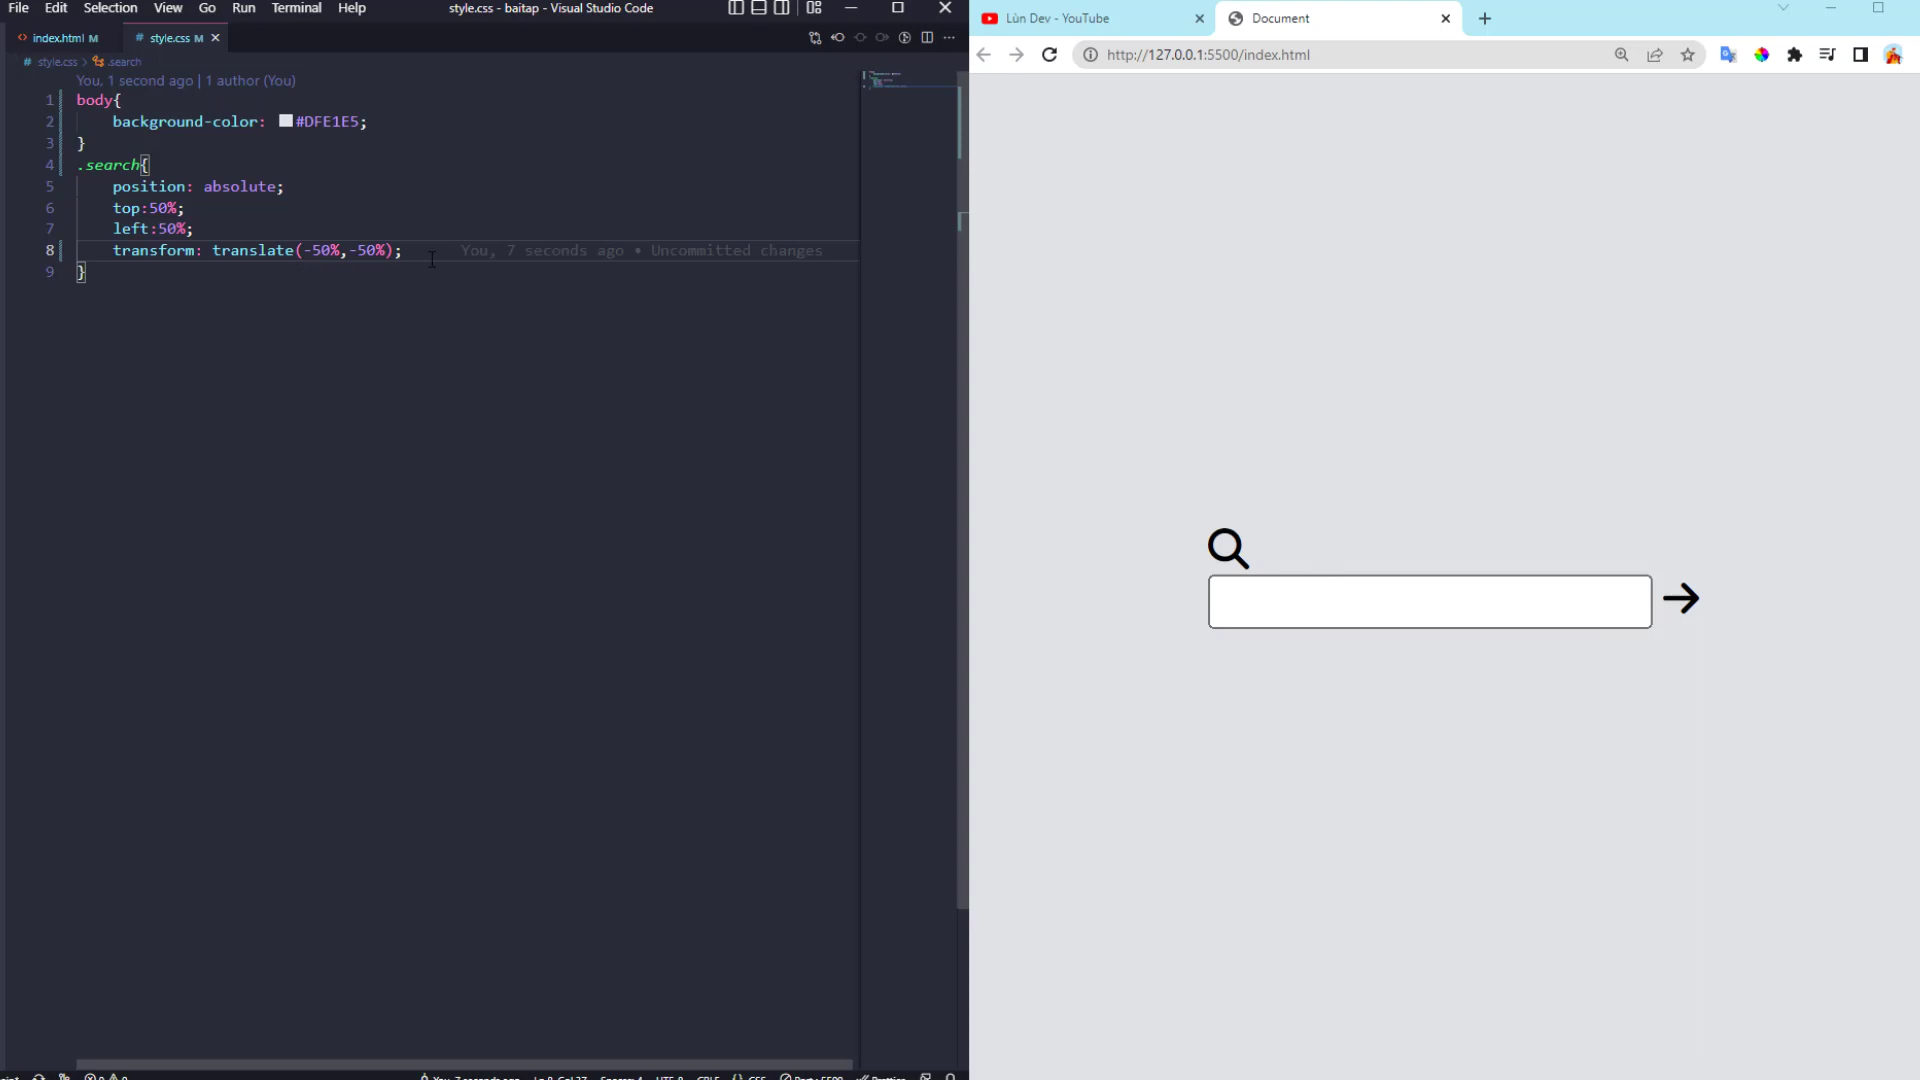 File Edit Selection View Go Run Terminal Help
style.css - baitap - Visual Studio Code
index.html M
style.css M
style.css > .search
You, 1 second ago | 1 author (You)
1 body{
2 background-color: #DFE1E5;
3 }
4 .search{
5 position: absolute;
6 top:50%;
7 left:50%;
8 transform: translate(-50%,-50%); You, 7 seconds ago • Uncommitted changes
9 }
Lùn Dev - YouTube
Document
http://127.0.0.1:5500/index.html